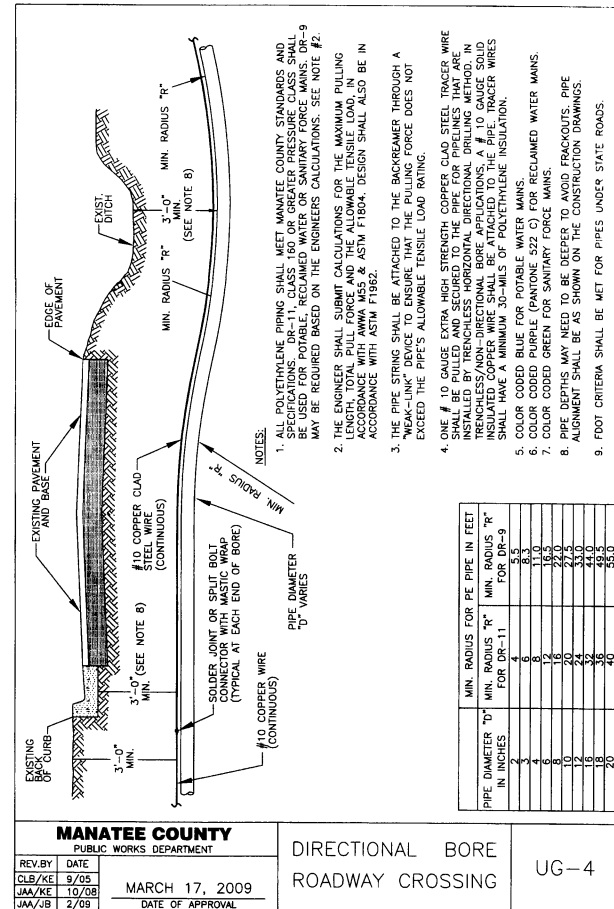 EXISTING
BACK
OF CURB
EXISTING PAVEMENT
AND BASE
EDGE OF
PAVEMENT
EXIST.
DITCH
3'-0"
MIN.
3'-0" (SEE NOTE 8)
MIN.
3'-0"
MIN.
(SEE NOTE 8)
MIN. RADIUS "R"
MIN. RADIUS "R"
MIN. RADIUS "R"
#10 COPPER CLAD
STEEL WIRE
(CONTINUOUS)
SOLDER JOINT OR SPLIT BOLT
CONNECTOR WITH MASTIC WRAP
(TYPICAL AT EACH END OF BORE)
#10 COPPER WIRE
(CONTINUOUS)
PIPE DIAMETER
"D" VARIES
NOTES:
1. ALL POLYETHYLENE PIPING SHALL MEET MANATEE COUNTY STANDARDS AND
SPECIFICATIONS. DR-11, CLASS 160 OR GREATER PRESSURE CLASS SHALL
BE USED FOR POTABLE, RECLAIMED WATER OR SANITARY FORCE MAINS. DR-9
MAY BE REQUIRED BASED ON THE ENGINEERS CALCULATIONS. SEE NOTE #2.
2. THE ENGINEER SHALL SUBMIT CALCULATIONS FOR THE MAXIMUM PULLING
LENGTH, TOTAL PULL FORCE AND THE ALLOWABLE TENSILE LOAD, IN
ACCORDANCE WITH AWWA M55 & ASTM F1804. DESIGN SHALL ALSO BE IN
ACCORDANCE WITH ASTM F1962.
3. THE PIPE STRING SHALL BE ATTACHED TO THE BACKREAMER THROUGH A
"WEAK-LINK" DEVICE TO ENSURE THAT THE PULLING FORCE DOES NOT
EXCEED THE PIPE'S ALLOWABLE TENSILE LOAD RATING.
4. ONE # 10 GAUGE EXTRA HIGH STRENGTH COPPER CLAD STEEL TRACER WIRE
SHALL BE PULLED AND SECURED TO THE PIPE FOR PIPELINES THAT ARE
INSTALLED BY TRENCHLESS HORIZONTAL DIRECTIONAL DRILLING METHOD. IN
TRENCHLESS/NON-DIRECTIONAL BORE APPLICATIONS, A # 10 GAUGE SOLID
INSULATED COPPER WIRE SHALL BE ATTACHED TO THE PIPE. TRACER WIRES
SHALL HAVE A MINIMUM 30-MILS OF POLYETHYLENE INSULATION.
5. COLOR CODED BLUE FOR POTABLE WATER MAINS.
6. COLOR CODED PURPLE (PANTONE 522 C) FOR RECLAIMED WATER MAINS.
7. COLOR CODED GREEN FOR SANITARY FORCE MAINS.
8. PIPE DEPTHS MAY NEED TO BE DEEPER TO AVOID FRACKOUTS. PIPE
ALIGNMENT SHALL BE AS SHOWN ON THE CONSTRUCTION DRAWINGS.
9. FDOT CRITERIA SHALL BE MET FOR PIPES UNDER STATE ROADS.
MIN. RADIUS FOR PE PIPE IN FEET
PIPE DIAMETER "D" IN INCHES MIN. RADIUS "R" FOR DR-11 MIN. RADIUS "R" FOR DR-9
2 4 5.5
3 6 8.3
4 8 11.0
6 12 16.5
8 16 22.0
10 20 27.5
12 24 33.0
16 32 44.0
18 36 49.5
20 40 55.0
MANATEE COUNTY
PUBLIC WORKS DEPARTMENT
REV.BY DATE
CLB/KE 9/05
JAA/KE 10/08
JAA/JB 2/09
MARCH 17, 2009
DATE OF APPROVAL
DIRECTIONAL BORE
ROADWAY CROSSING
UG-4